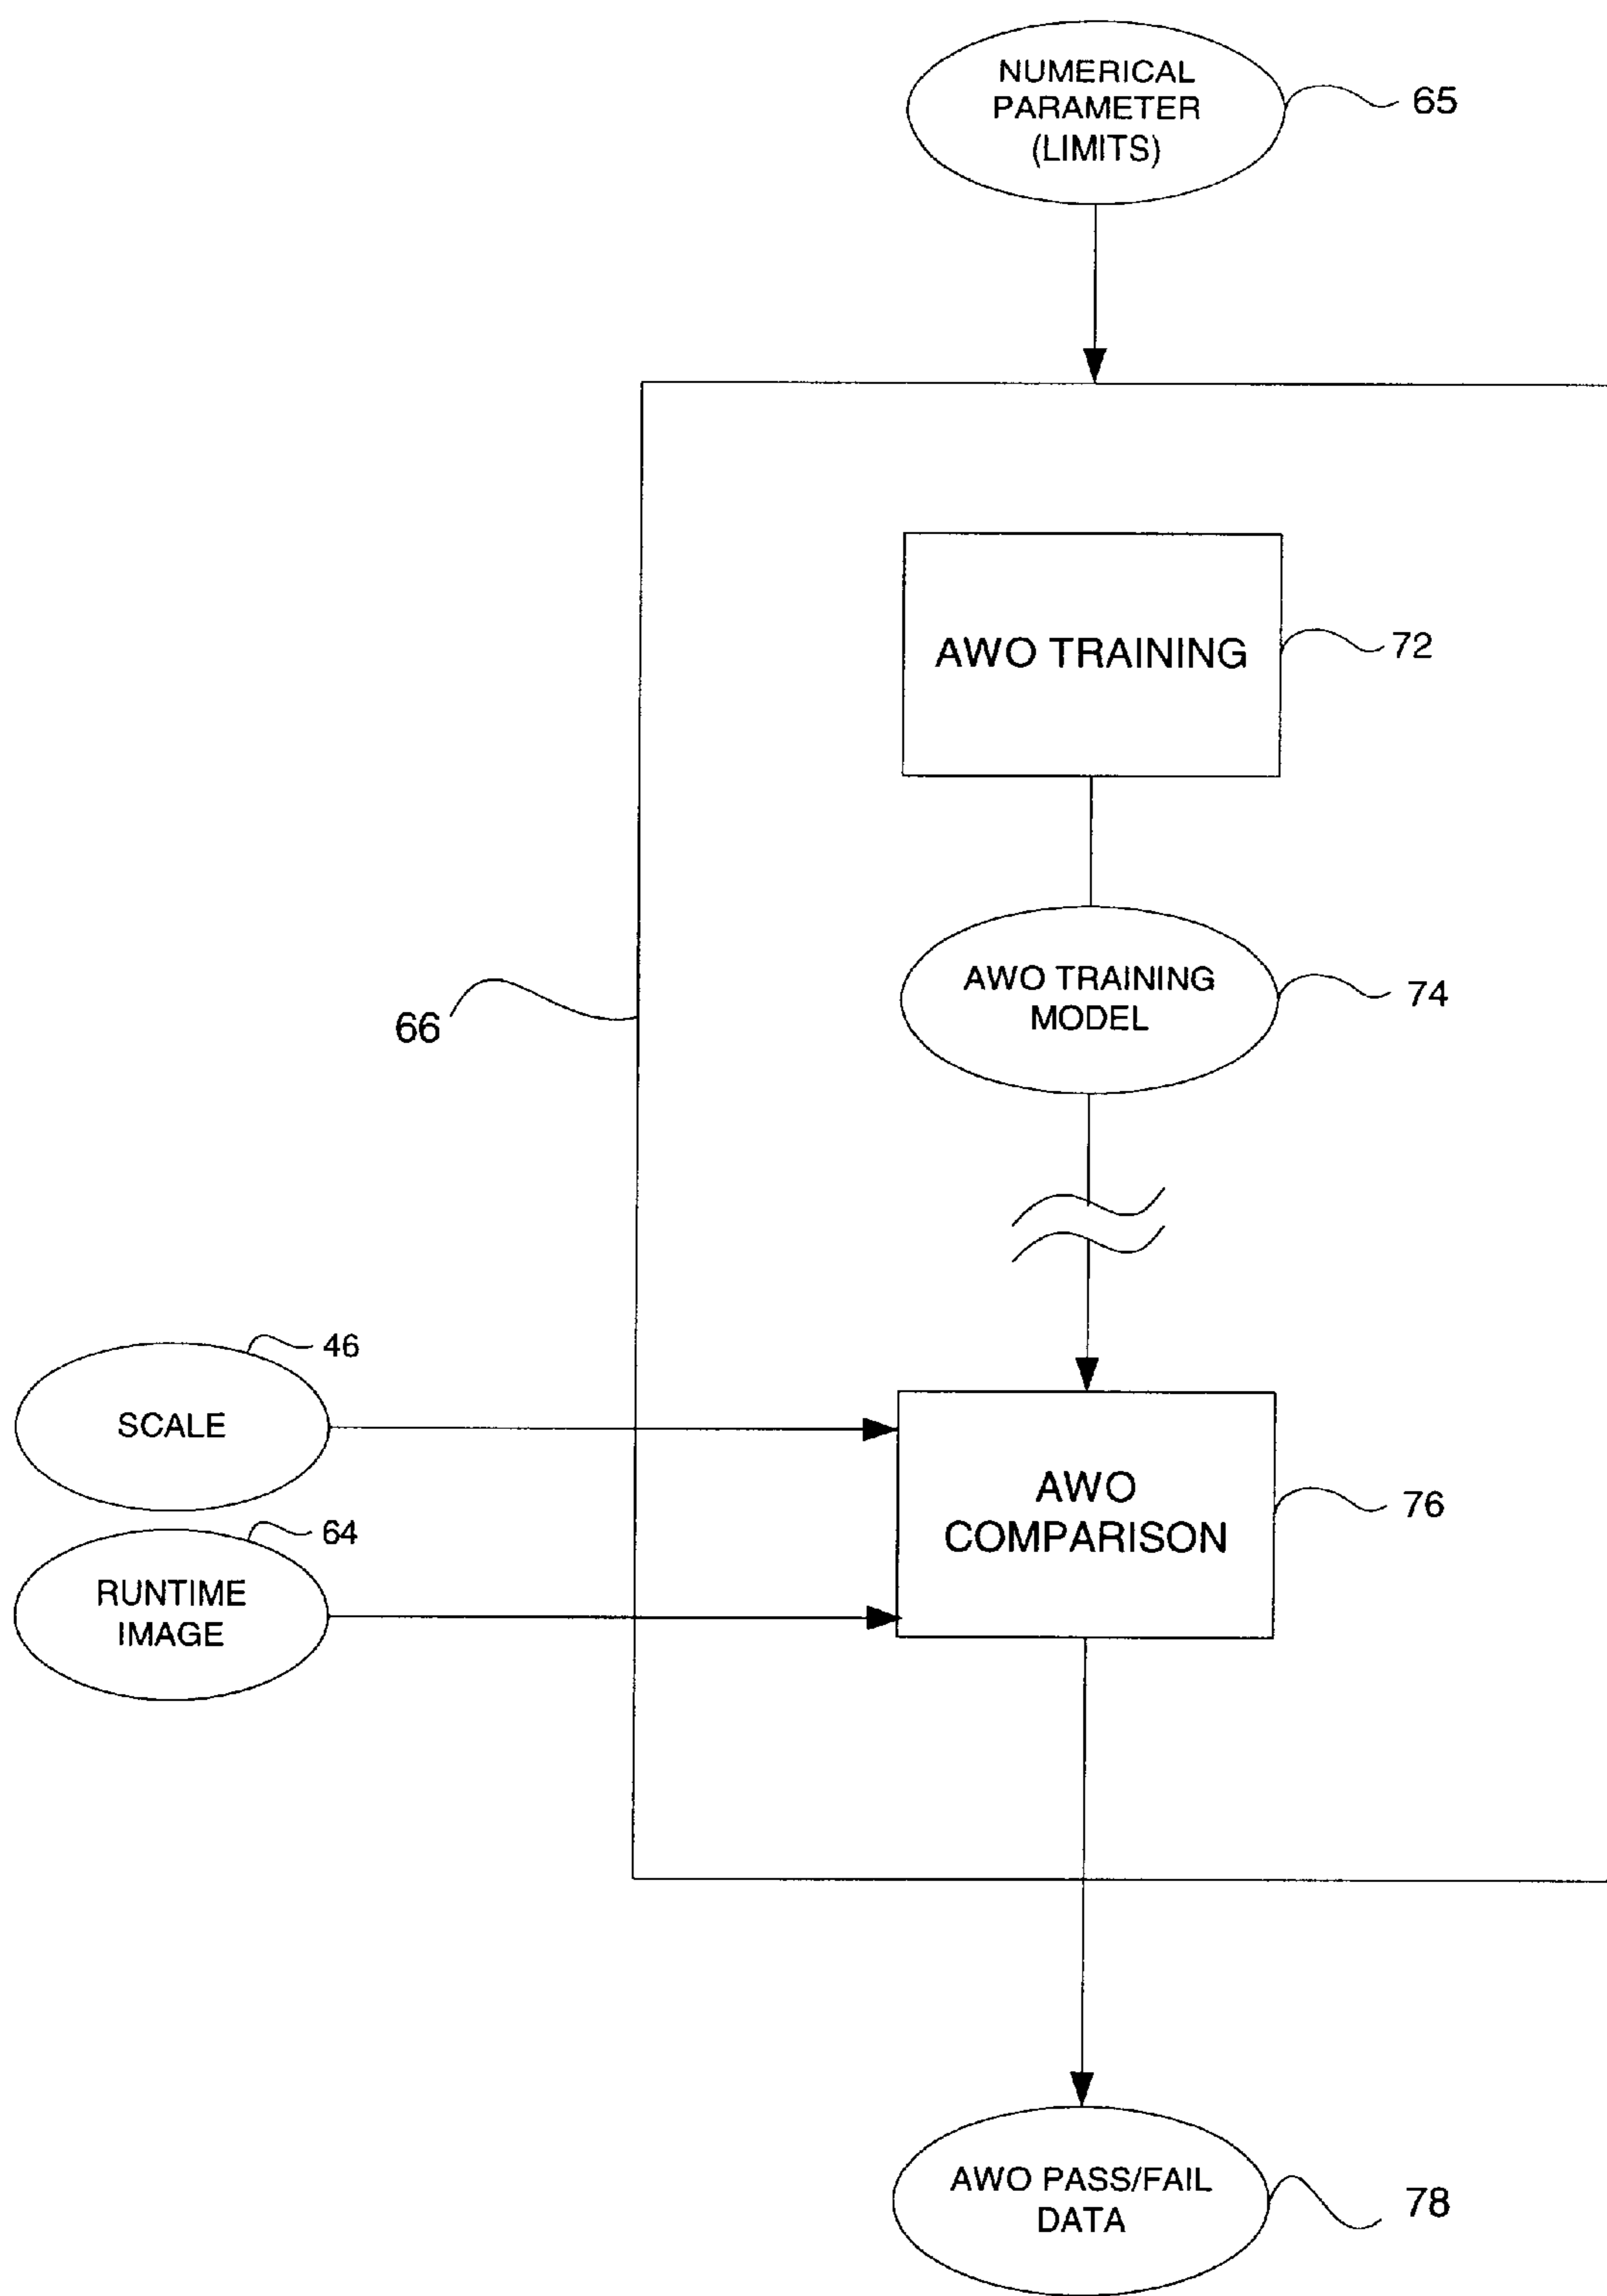 NUMERICAL
PARAMETER
(LIMITS)
65
AWO TRAINING
72
AWO TRAINING
MODEL
74
66
46
SCALE
64
RUNTIME
IMAGE
AWO
COMPARISON
76
AWO PASS/FAIL
DATA
78